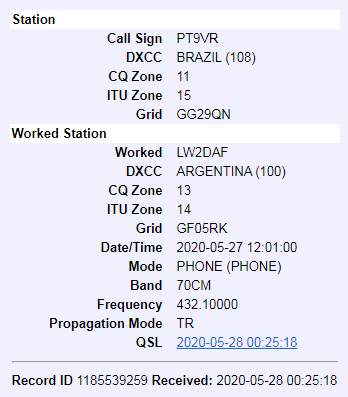 Station
Call Sign PT9VR
DXCC BRAZIL (108)
CQ Zone 11
ITU Zone 15
Grid GG29QN
Worked Station
Worked LW2DAF
DXCC ARGENTINA (100)
CQ Zone 13
ITU Zone 14
Grid GF05RK
Date/Time 2020-05-27 12:01:00
Mode PHONE (PHONE)
Band 70CM
Frequency 432.10000
Propagation Mode TR
QSL 2020-05-28 00:25:18
Record ID 1185539259 Received: 2020-05-28 00:25:18